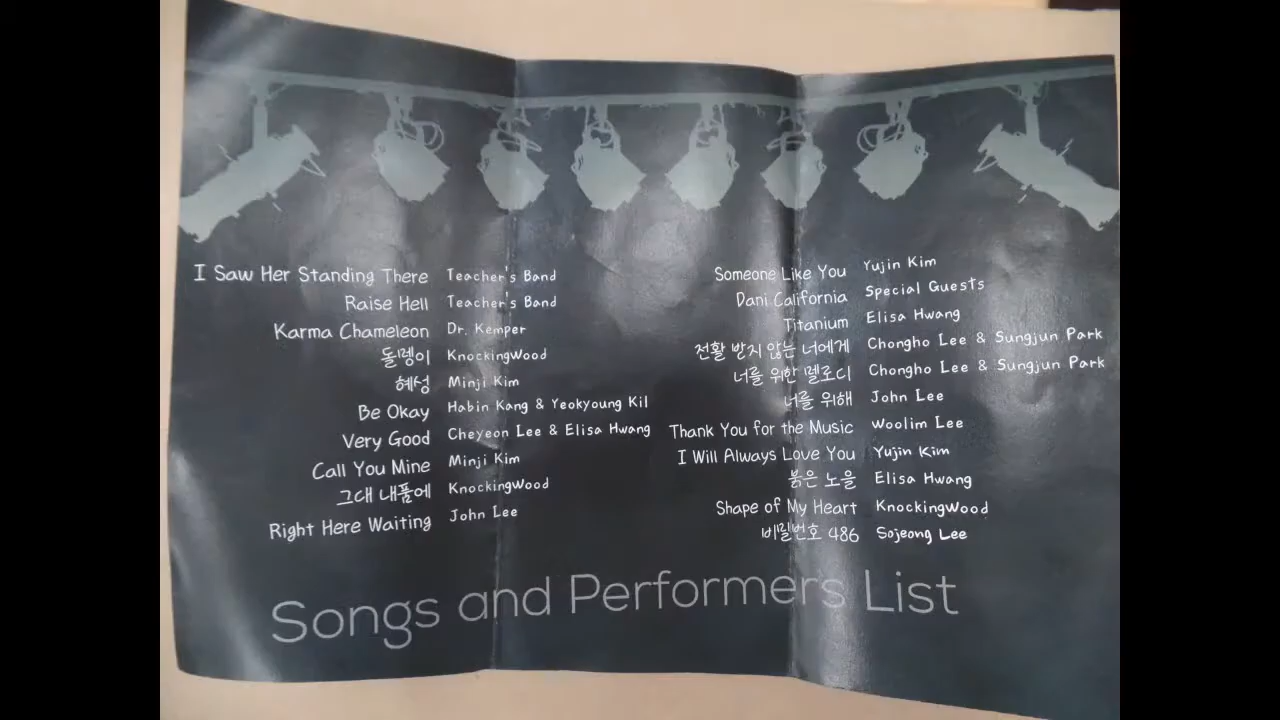 I Saw Her Standing There Teacher's Band
Raise Hell Teacher's Band
Karma Chameleon Dr. Kemper
돌멩이 KnockingWood
혜성 Minji Kim
Be Okay Habin Kang & Yeokyoung Kil
Very Good Cheyeon Lee & Elisa Hwang
Call You Mine Minji Kim
그대 내품에 KnockingWood
Right Here Waiting John Lee
Someone Like You Yujin Kim
Dani California Special Guests
Titanium Elisa Hwang
전활 받지 않는 너에게 Chongho Lee & Sungjun Park
너를 위한 멜로디 Chongho Lee & Sungjun Park
너를 위해 John Lee
Thank You for the Music Woolim Lee
I Will Always Love You Yujin Kim
붉은 노을 Elisa Hwang
Shape of My Heart KnockingWood
비밀번호 486 Sojeong Lee
Songs and Performers List